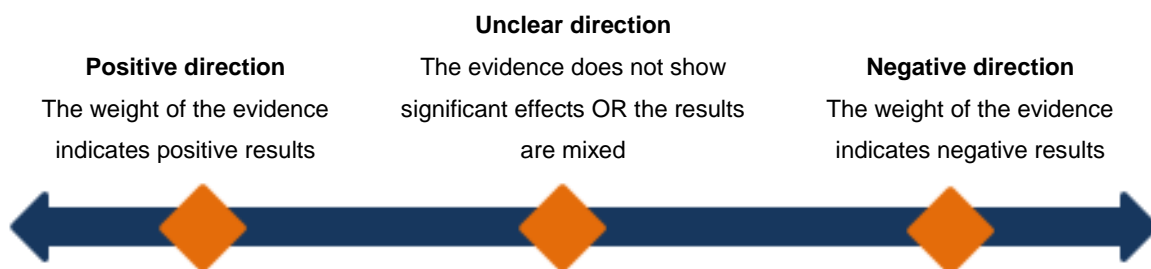 Positive direction
The weight of the evidence
indicates positive results
Unclear direction
The evidence does not show
significant effects OR the results
are mixed
Negative direction
The weight of the evidence
indicates negative results